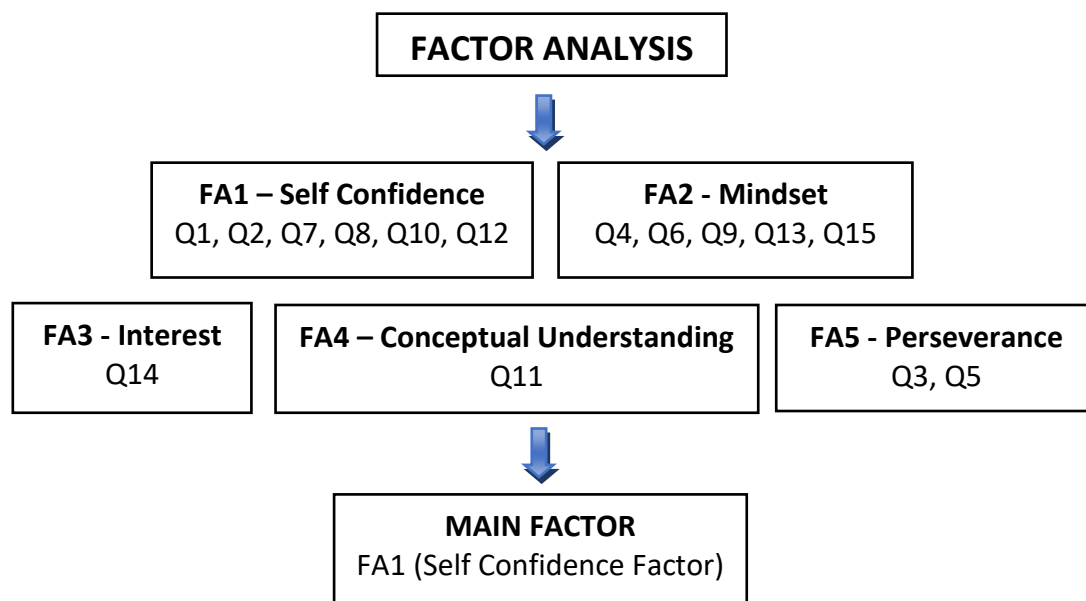 FACTOR ANALYSIS
FA1 – Self Confidence
Q1, Q2, Q7, Q8, Q10, Q12
FA2 - Mindset
Q4, Q6, Q9, Q13, Q15
FA3 - Interest
Q14
FA4 – Conceptual Understanding
Q11
FA5 - Perseverance
Q3, Q5
MAIN FACTOR
FA1 (Self Confidence Factor)